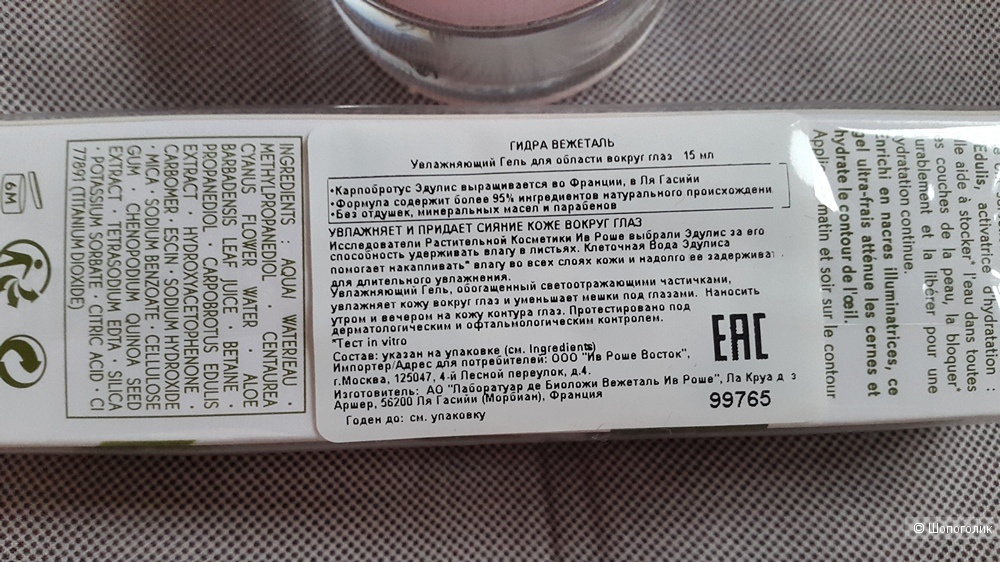 6M
INGREDIENTS : AQUA/ WATER/EAU ·
METHYLPROPANEDIOL · CENTAUREA
CYANUS FLOWER WATER · ALOE
BARBADENSIS LEAF JUICE · BETAINE ·
PROPANEDIOL · CARPOBROTUS EDULIS
EXTRACT · HYDROXYACETOPHENONE ·
CARBOMER · ESCIN · SODIUM HYDROXIDE
· MICA · SODIUM BENZOATE · CELLULOSE
GUM · CHENOPODIUM QUINOA SEED
EXTRACT · TETRASODIUM EDTA · SILICA
· POTASSIUM SORBATE · CITRIC ACID · CI
77891 (TITANIUM DIOXIDE)
ГИДРА ВЕЖЕТАЛЬ
Увлажняющий Гель для области вокруг глаз 15 мл
•Карпобротус Эдулис выращивается во Франции, в Ля Гасийи
•Формула содержит более 95% ингредиентов натурального происхождени
•Без отдушек, минеральных масел и парабенов
УВЛАЖНЯЕТ И ПРИДАЕТ СИЯНИЕ КОЖЕ ВОКРУГ ГЛАЗ
Исследователи Растительной Косметики Ив Роше выбрали Эдулис за его
способность удерживать влагу в листьях. Клеточная Вода Эдулиса
помогает накапливать* влагу во всех слоях кожи и надолго ее задержива
для длительного увлажнения.
Увлажняющий Гель, обогащенный светоотражающими частичками,
увлажняет кожу вокруг глаз и уменьшает мешки под глазами. Наносить
утром и вечером на кожу контура глаз. Протестировано под
дерматологическим и офтальмологическим контролем.
*Тест in vitro
Состав: указан на упаковке (см. Ingredients)
Импортер/Адрес для потребителей: ООО "Ив Роше Восток",
г.Москва, 125047, 4-й Лесной переулок, д.4.
Изготовитель: АО "Лаборатуар де Биоложи Вежеталь Ив Роше", Ла Круа д з
Аршер, 56200 Ля Гасийи (Морбиан), Франция
Годен до: см. упаковку
EAC
99765
Edulis, activatrice d'hydratation :
lle aide à stocker* l'eau dans toutes
es couches de la peau, la bloquer*
urablement et la libérer pour une
ydratation continue.
Enrichi en nacres illuminatrices, ce
gel ultra-frais atténue les cernes et
hydrate le contour de l'œil.
Appliquer matin et soir sur le contour
© Шопоголик